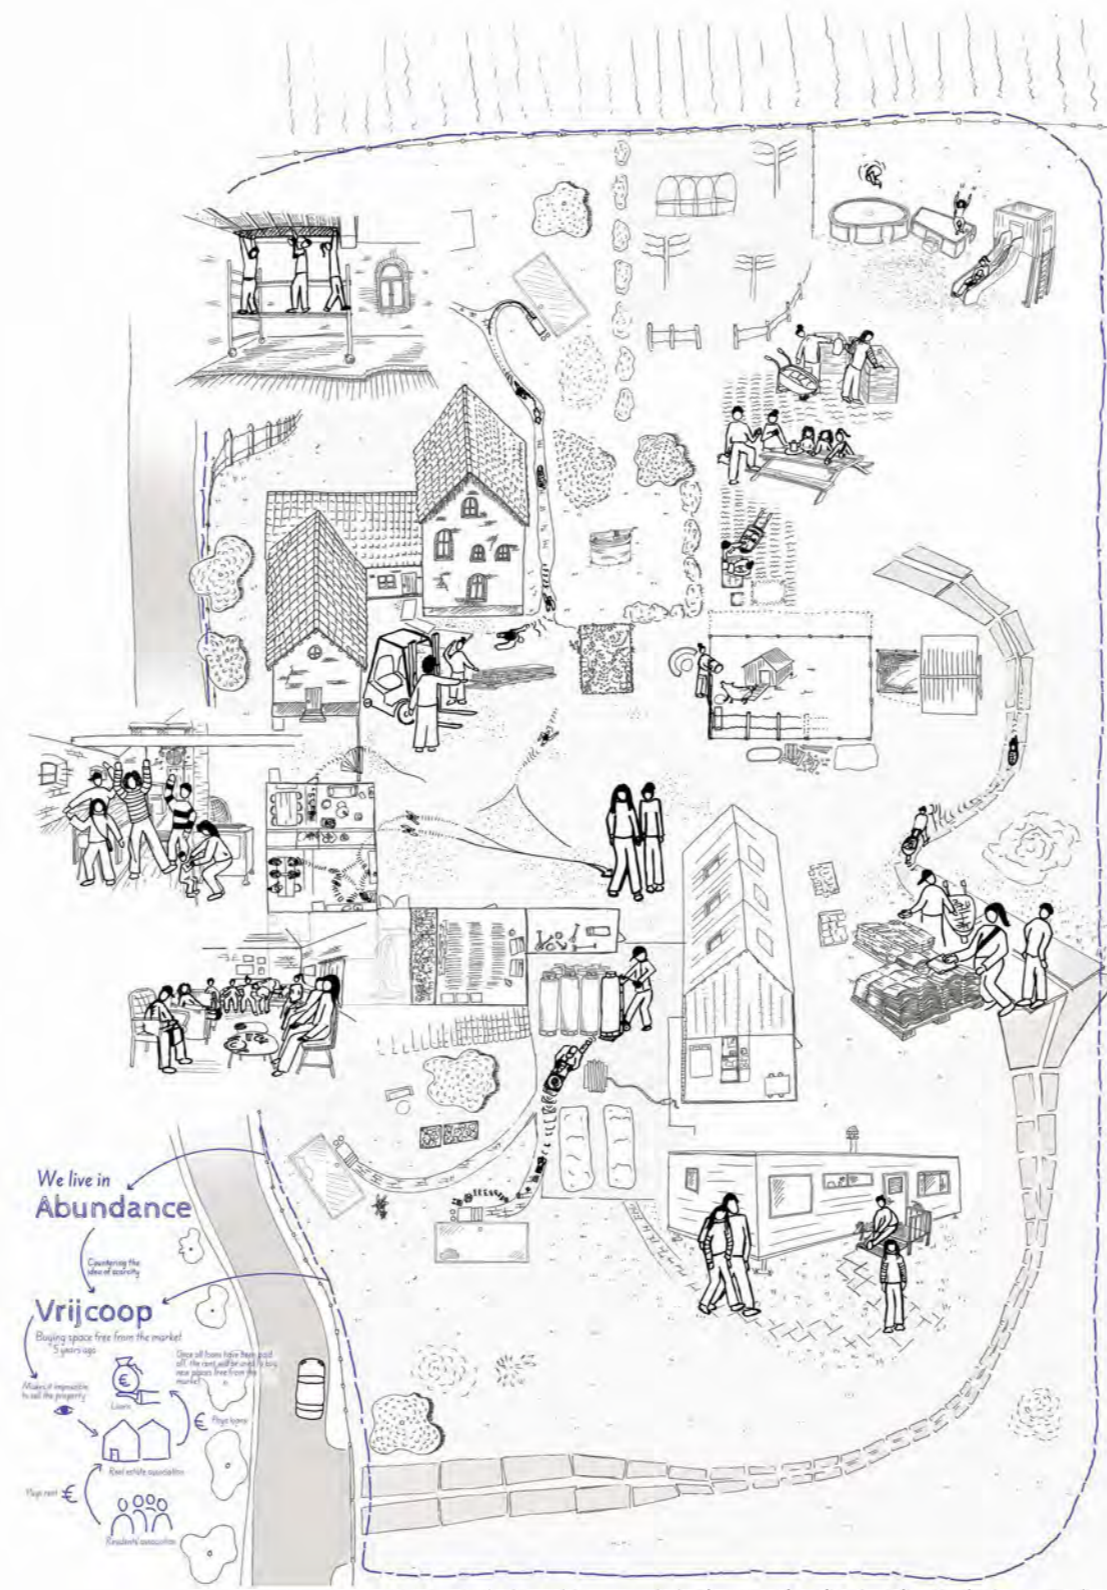 We live in
Abundance
Countering the
idea of scarcity
Vrijcoop
Buying space free from the market
5 years ago
Once all loans have been paid
off, the rent will be used to buy
new spaces free from the
market
Makes it impossible
to sell the property
€
Loans
€ Pays loans
Real estate association
Pays rent €
Residents' association